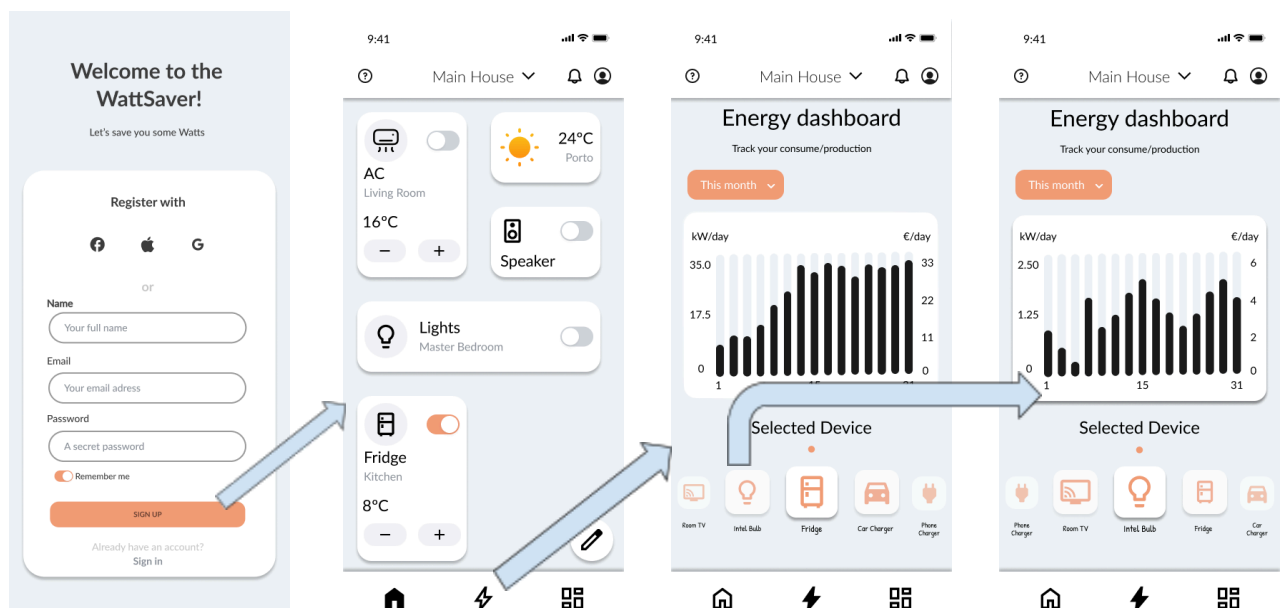 Welcome to the
WattSaver!
Let's save you some Watts
Register with
or
Name
Your full name
Email
Your email adress
Password
A secret password
Remember me
SIGN UP
Already have an account?
Sign in
9:41
Main House
AC
Living Room
16°C
− +
24°C
Porto
Speaker
Lights
Master Bedroom
Fridge
Kitchen
8°C
− +
9:41
Main House
Energy dashboard
Track your consume/production
This month
kW/day €/day
35.0 33
22
17.5
11
0 0
1 15 31
Selected Device
Room TV Intel Bulb Fridge Car Charger Phone Charger
9:41
Main House
Energy dashboard
Track your consume/production
This month
kW/day €/day
2.50 6
4
1.25
2
0 0
1 15 31
Selected Device
Phone Charger Room TV Intel Bulb Fridge Car Charger